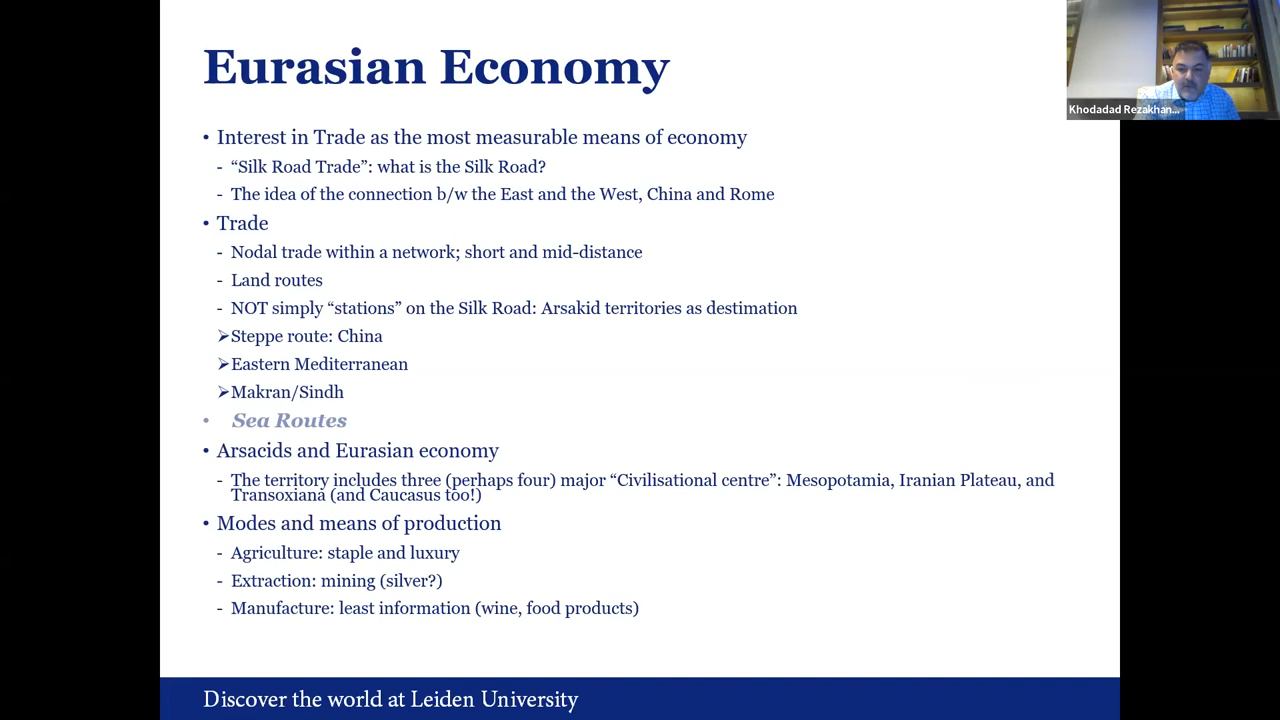 Eurasian Economy
Khodadad Rezakhan...
• Interest in Trade as the most measurable means of economy
- “Silk Road Trade”: what is the Silk Road?
- The idea of the connection b/w the East and the West, China and Rome
• Trade
- Nodal trade within a network; short and mid-distance
- Land routes
- NOT simply “stations” on the Silk Road: Arsakid territories as destimation
➢Steppe route: China
➢Eastern Mediterranean
➢Makran/Sindh
• Sea Routes
• Arsacids and Eurasian economy
- The territory includes three (perhaps four) major “Civilisational centre”: Mesopotamia, Iranian Plateau, and
Transoxiana (and Caucasus too!)
• Modes and means of production
- Agriculture: staple and luxury
- Extraction: mining (silver?)
- Manufacture: least information (wine, food products)
Discover the world at Leiden University